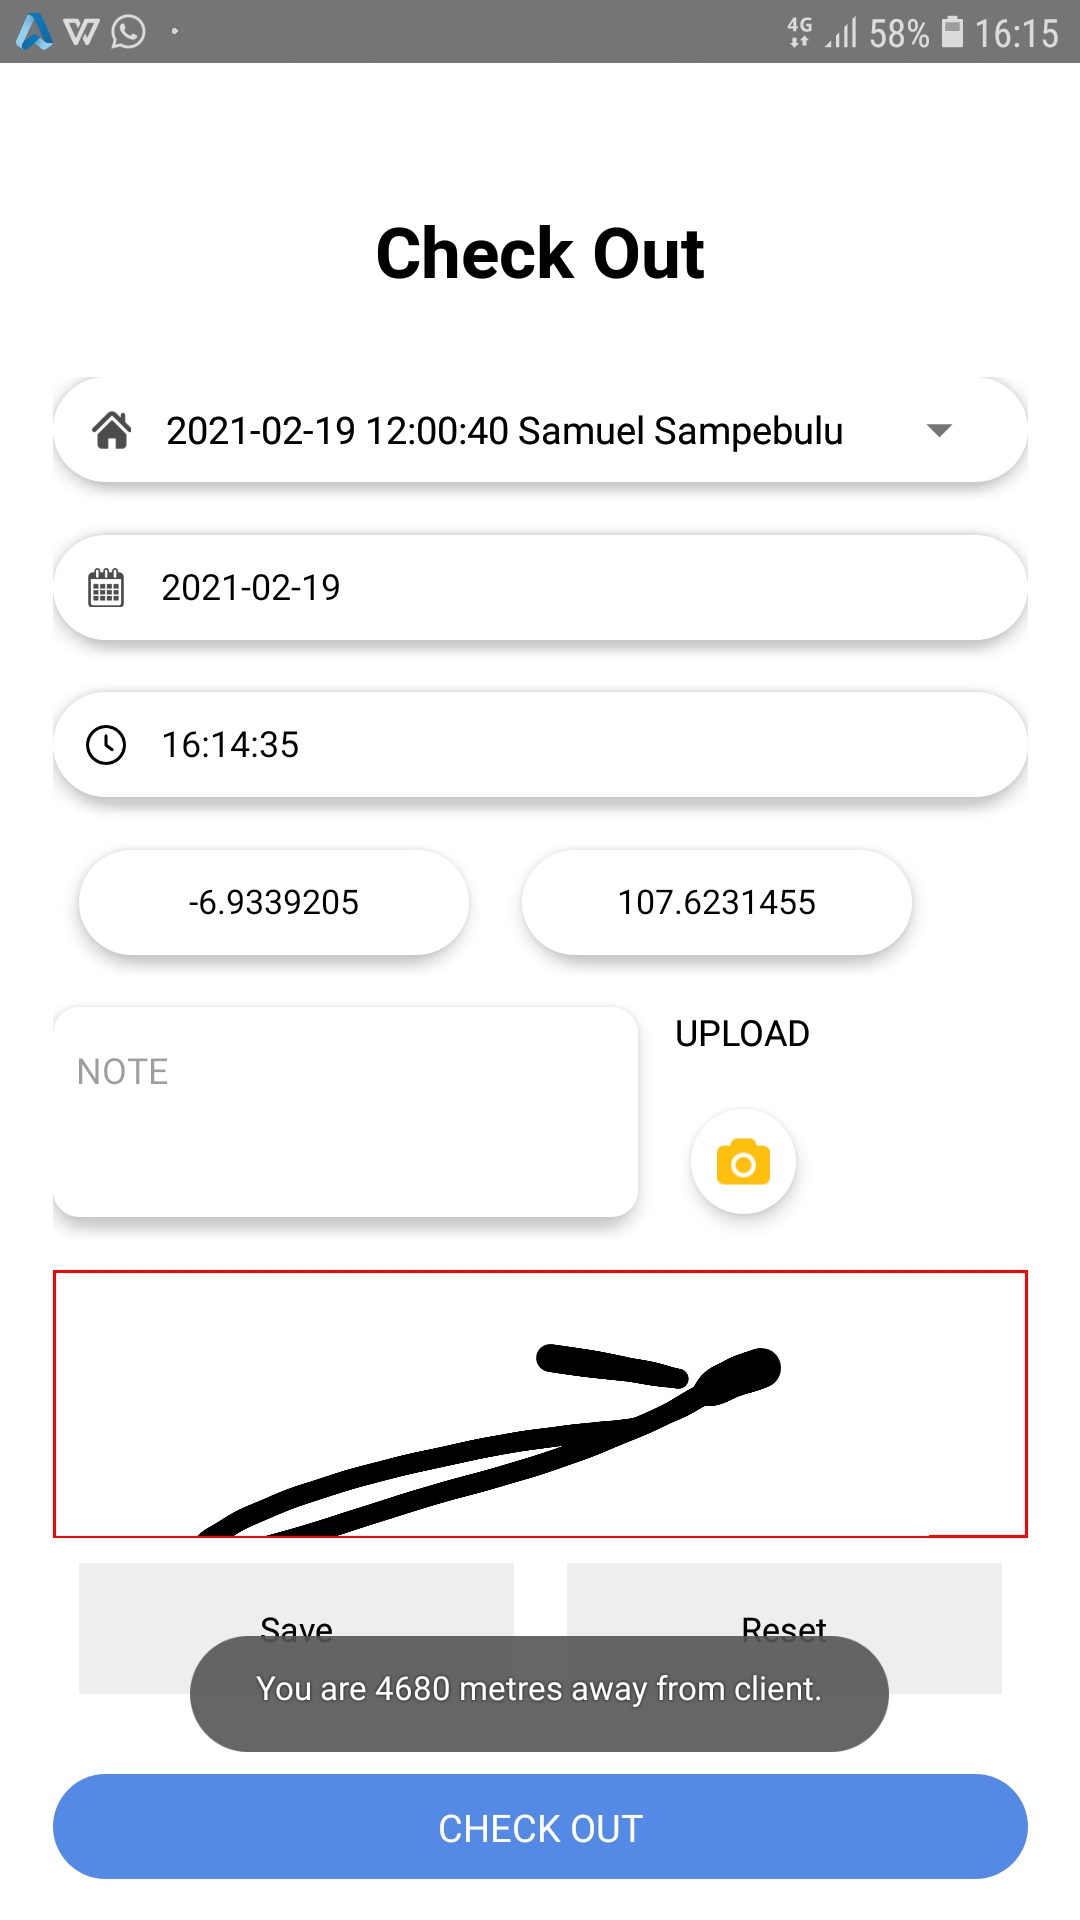 4G 58% 16:15
Check Out
2021-02-19 12:00:40 Samuel Sampebulu
2021-02-19
16:14:35
-6.9339205 107.6231455
NOTE
UPLOAD
Save Reset
You are 4680 metres away from client.
CHECK OUT